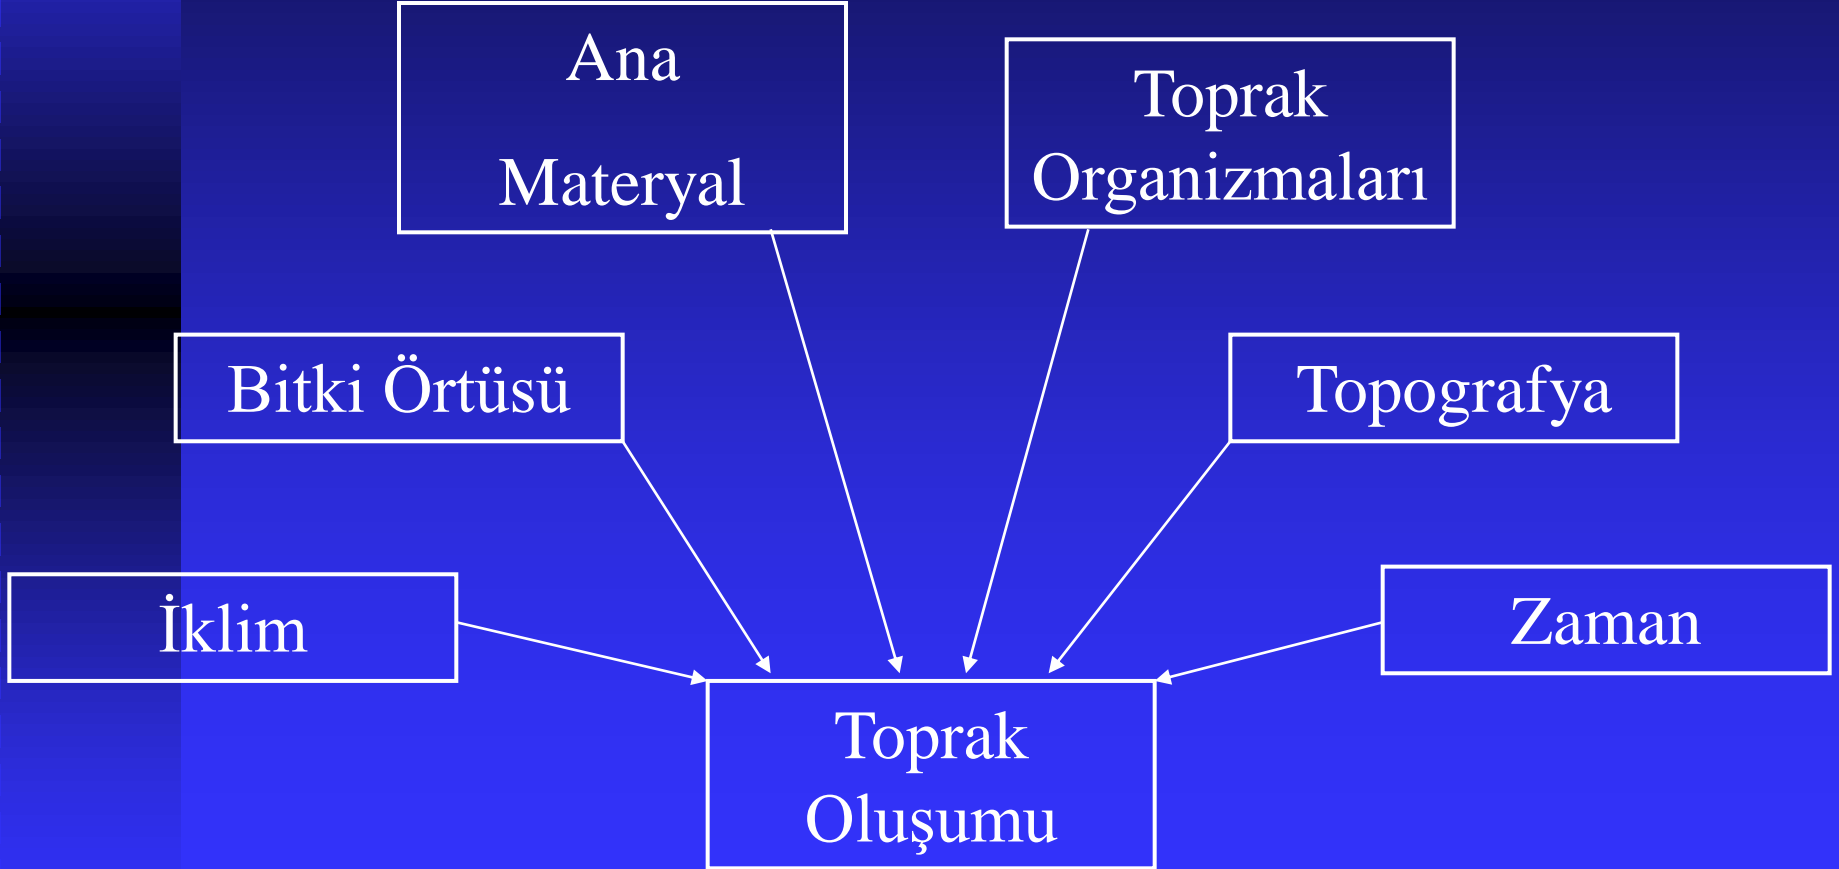 Ana
Materyal
Toprak
Organizmaları
Bitki Örtüsü
Topografya
İklim
Zaman
Toprak
Oluşumu